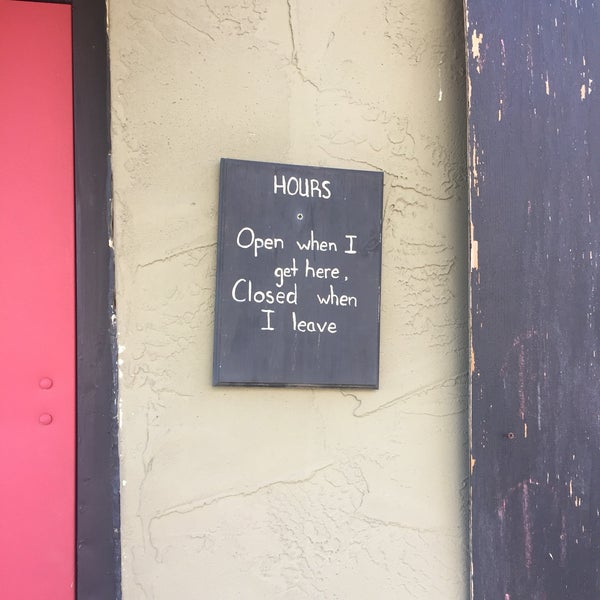 HOURS
Open when I
get here,
Closed when
I leave